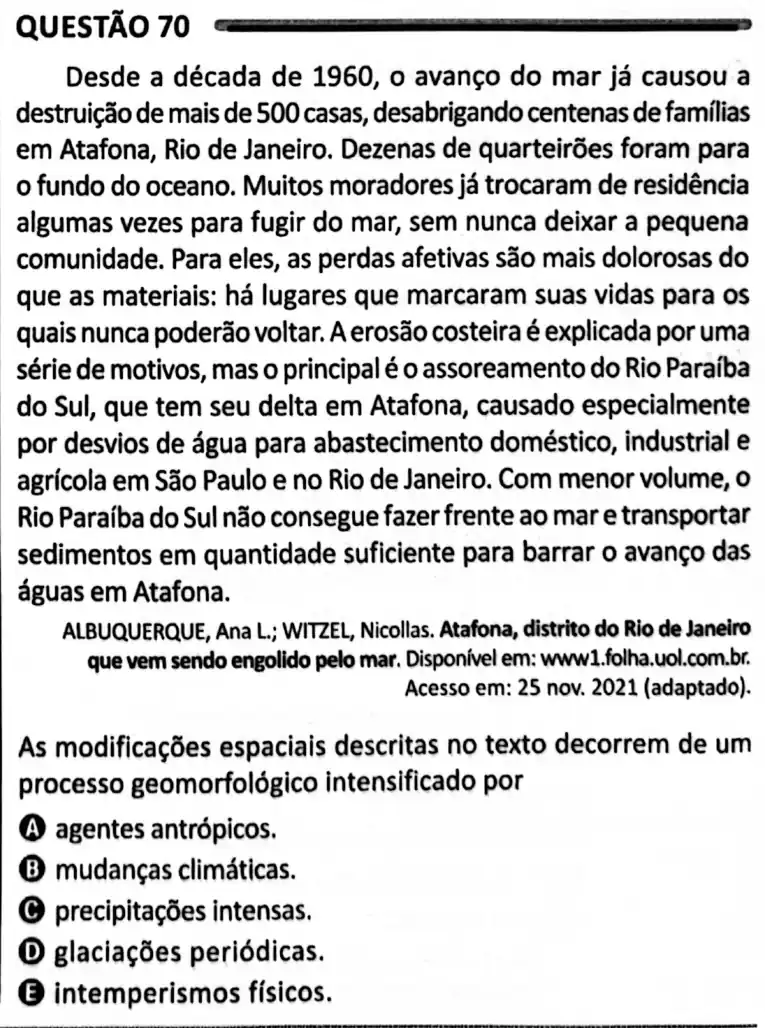 QUESTÃO 70
Desde a década de 1960, o avanço do mar já causou a
destruição de mais de 500 casas, desabrigando centenas de famílias
em Atafona, Rio de Janeiro. Dezenas de quarteirões foram para
o fundo do oceano. Muitos moradores já trocaram de residência
algumas vezes para fugir do mar, sem nunca deixar a pequena
comunidade. Para eles, as perdas afetivas são mais dolorosas do
que as materiais: há lugares que marcaram suas vidas para os
quais nunca poderão voltar. A erosão costeira é explicada por uma
série de motivos, mas o principal é o assoreamento do Rio Paraíba
do Sul, que tem seu delta em Atafona, causado especialmente
por desvios de água para abastecimento doméstico, industrial e
agrícola em São Paulo e no Rio de Janeiro. Com menor volume, o
Rio Paraíba do Sul não consegue fazer frente ao mar e transportar
sedimentos em quantidade suficiente para barrar o avanço das
águas em Atafona.
ALBUQUERQUE, Ana L.; WITZEL, Nicollas. Atafona, distrito do Rio de Janeiro
que vem sendo engolido pelo mar. Disponível em: www1.folha.uol.com.br.
Acesso em: 25 nov. 2021 (adaptado).
As modificações espaciais descritas no texto decorrem de um
processo geomorfológico intensificado por
A agentes antrópicos.
B mudanças climáticas.
C precipitações intensas.
D glaciações periódicas.
E intemperismos físicos.